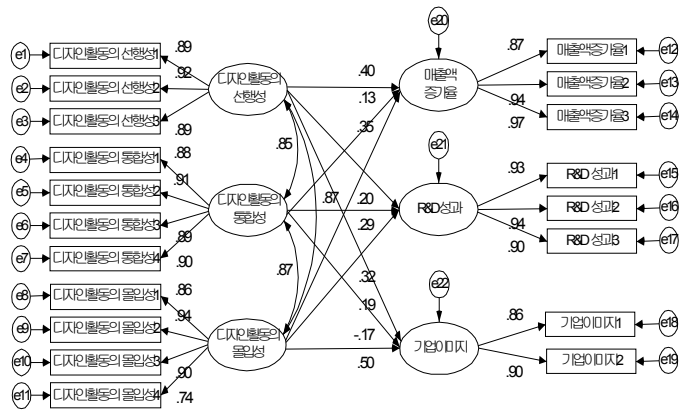 e1 디자인활동의 선행성1 .89
e2 디자인활동의 선행성2 .92
e3 디자인활동의 선행성3 .89
e4 디자인활동의 통합성1 .88
e5 디자인활동의 통합성2 .91
e6 디자인활동의 통합성3 .89
e7 디자인활동의 통합성4 .90
e8 디자인활동의 몰입성1 .86
e9 디자인활동의 몰입성2 .94
e10 디자인활동의 몰입성3 .90
e11 디자인활동의 몰입성4 .74
디자인활동의
선행성
디자인활동의
통합성
디자인활동의
몰입성
.85
.87
.87
.40
.13
.35
.20
.29
.32
.19
-.17
.50
e20
매출액
증가율
e21
R&D성과
e22
기업이미지
.87 매출액증가율1 e12
.94 매출액증가율2 e13
.97 매출액증가율3 e14
.93 R&D성과1 e15
.94 R&D성과2 e16
.90 R&D성과3 e17
.86 기업이미지1 e18
.90 기업이미지2 e19